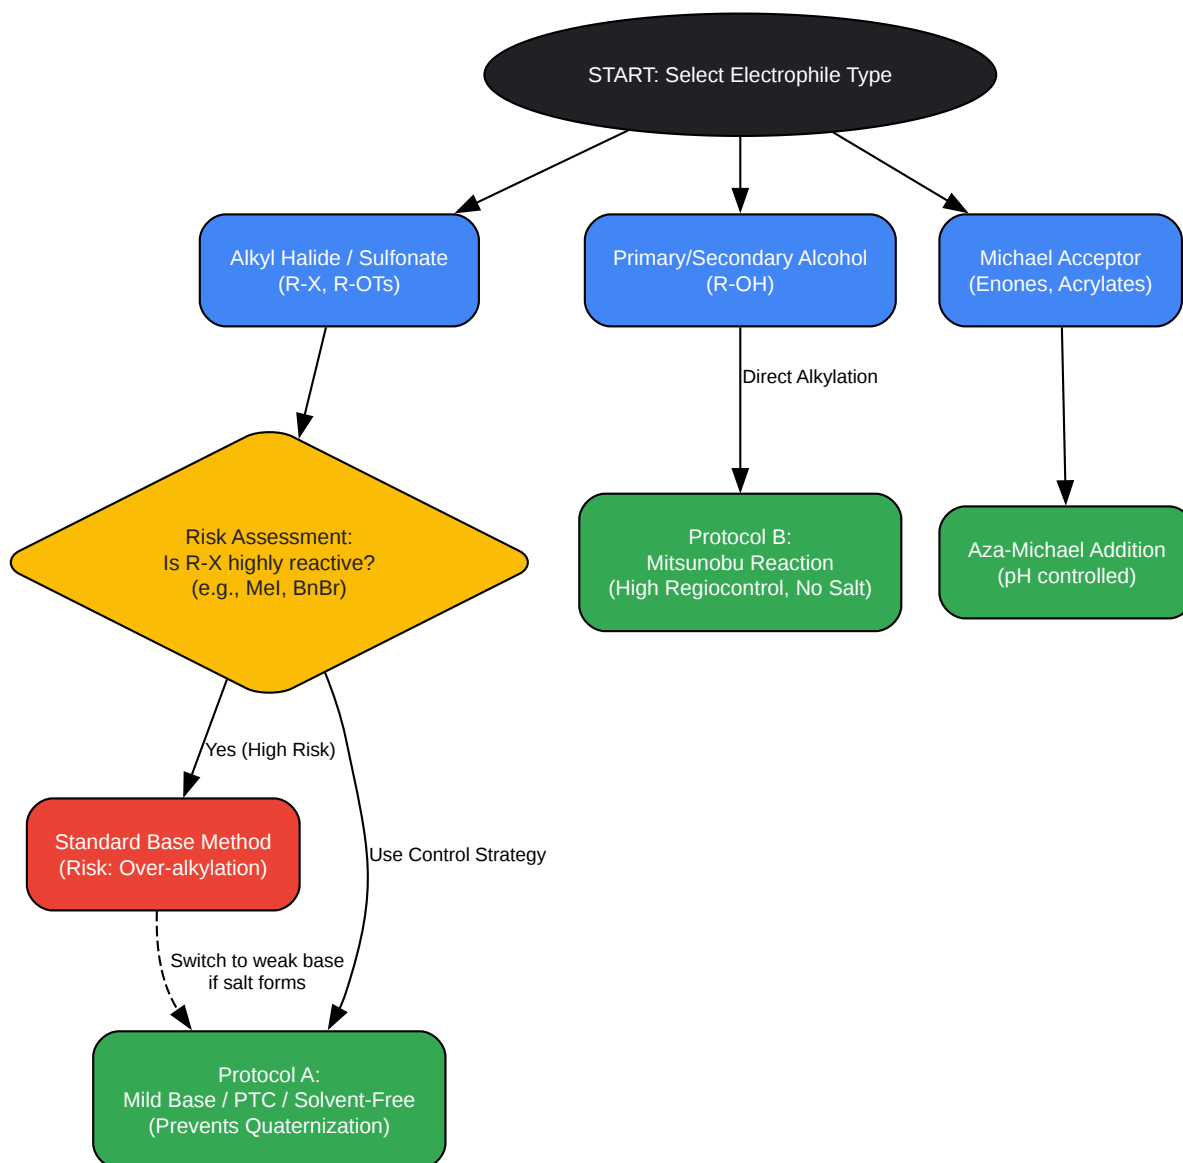 START: Select Electrophile Type
Alkyl Halide / Sulfonate
(R-X, R-OTs)
Primary/Secondary Alcohol
(R-OH)
Michael Acceptor
(Enones, Acrylates)
Direct Alkylation
Risk Assessment:
Is R-X highly reactive?
(e.g., MeI, BnBr)
Protocol B:
Mitsunobu Reaction
(High Regiocontrol, No Salt)
Aza-Michael Addition
(pH controlled)
Yes (High Risk)
Standard Base Method
(Risk: Over-alkylation)
Use Control Strategy
Switch to weak base
if salt forms
Protocol A:
Mild Base / PTC / Solvent-Free
(Prevents Quaternization)